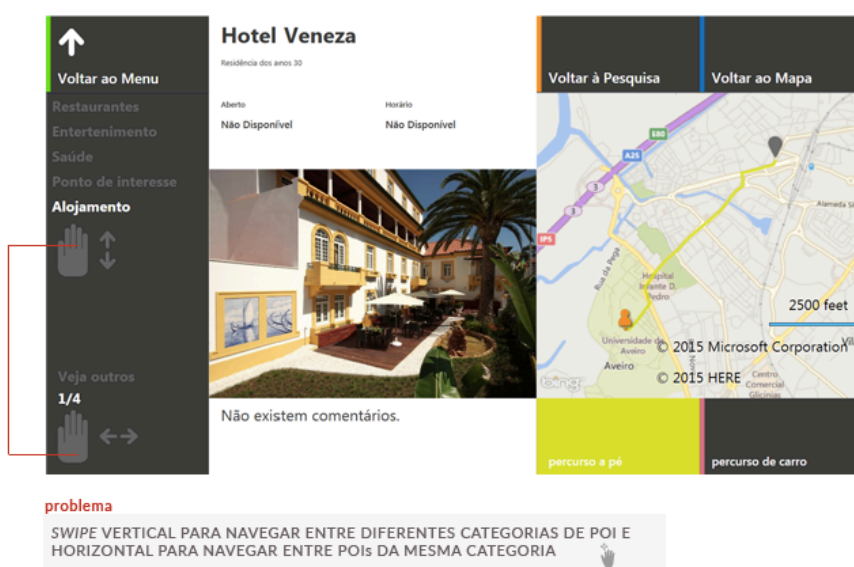 Voltar ao Menu
Restaurantes
Entertenimento
Saúde
Ponto de interesse
Alojamento
Veja outros
1/4
Hotel Veneza
Residência dos anos 30
Aberto
Horário
Não Disponível
Não Disponível
Não existem comentários.
Voltar à Pesquisa
Voltar ao Mapa
E80
A25
3
3
IP5
Rua da Pega
Hospital
Infante D.
Pedro
Alameda
2500 feet
Universidade de
Aveiro
Aveiro
© 2015 Microsoft Corporation
© 2015 HERE
bing
Centro
Comercial
Glicínias
percurso a pé
percurso de carro
problema
SWIPE VERTICAL PARA NAVEGAR ENTRE DIFERENTES CATEGORIAS DE POI E
HORIZONTAL PARA NAVEGAR ENTRE POIs DA MESMA CATEGORIA